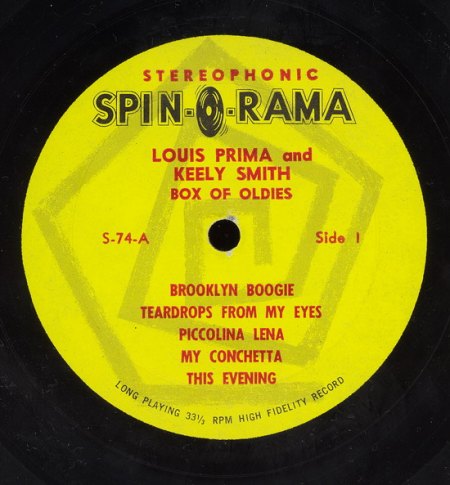 STEREOPHONIC
SPIN-O-RAMA
LOUIS PRIMA and
KEELY SMITH
BOX OF OLDIES
S-74-A Side 1
BROOKLYN BOOGIE
TEARDROPS FROM MY EYES
PICCOLINA LENA
MY CONCHETTA
THIS EVENING
LONG PLAYING 33⅓ RPM HIGH FIDELITY RECORD